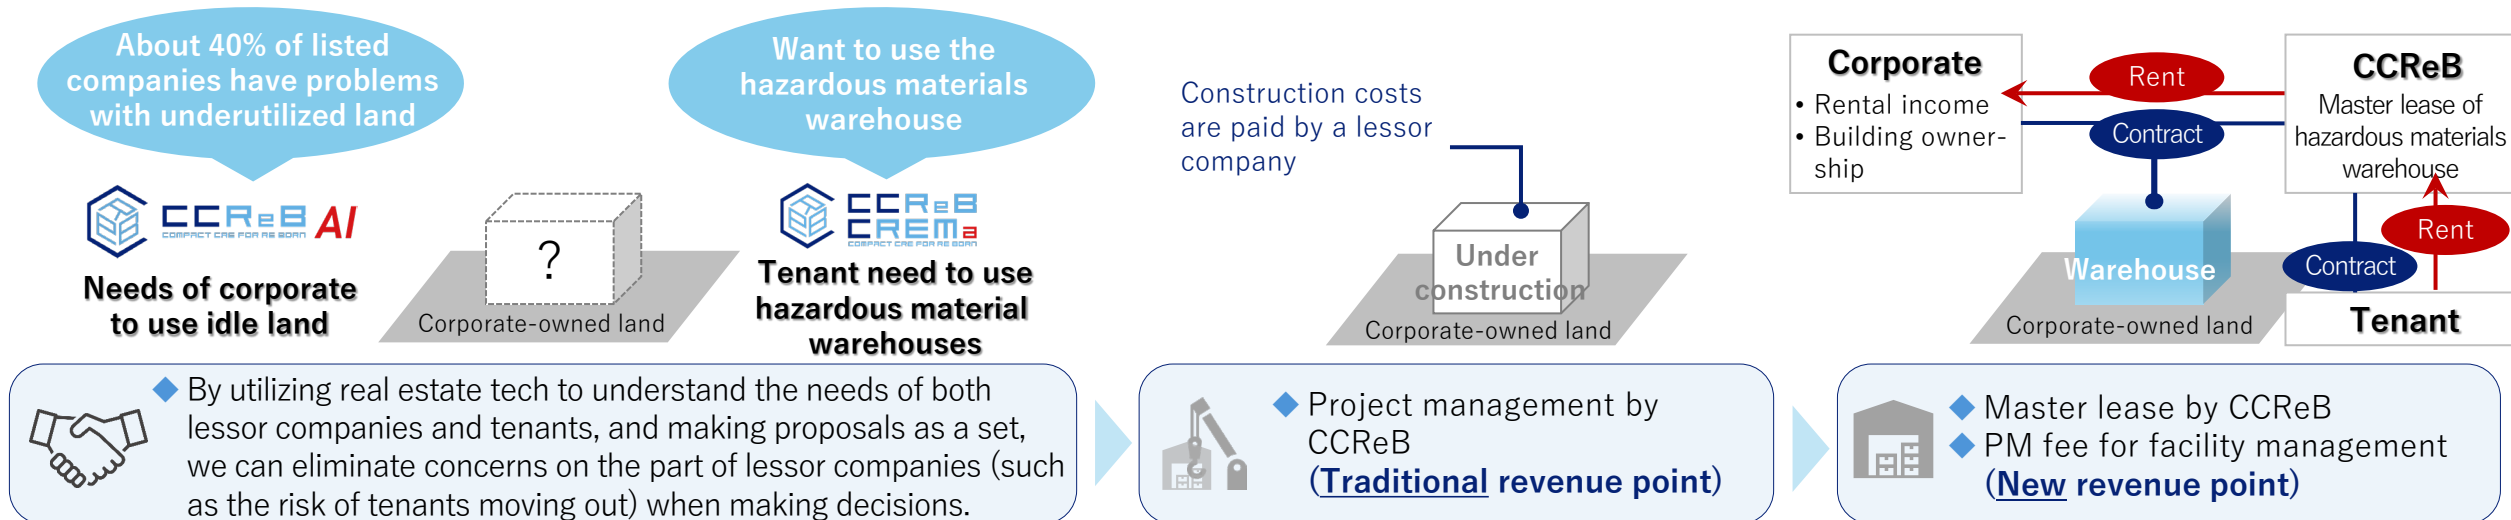 About 40% of listed
companies have problems
with underutilized land
Want to use the
hazardous materials
warehouse
CCReB AI
COMPACT CRE FOR RE BORN
Needs of corporate
to use idle land
?
Corporate-owned land
CCReB
CREMa
COMPACT CRE FOR RE BORN
Tenant need to use
hazardous material
warehouses
Construction costs
are paid by a lessor
company
Under
construction
Corporate-owned land
Corporate
• Rental income
• Building owner-
ship
Rent
Contract
CCReB
Master lease of
hazardous materials
warehouse
Warehouse
Corporate-owned land
Rent
Contract
Tenant
◆ By utilizing real estate tech to understand the needs of both
lessor companies and tenants, and making proposals as a set,
we can eliminate concerns on the part of lessor companies (such
as the risk of tenants moving out) when making decisions.
◆ Project management by
CCReB
(Traditional revenue point)
◆ Master lease by CCReB
◆ PM fee for facility management
(New revenue point)